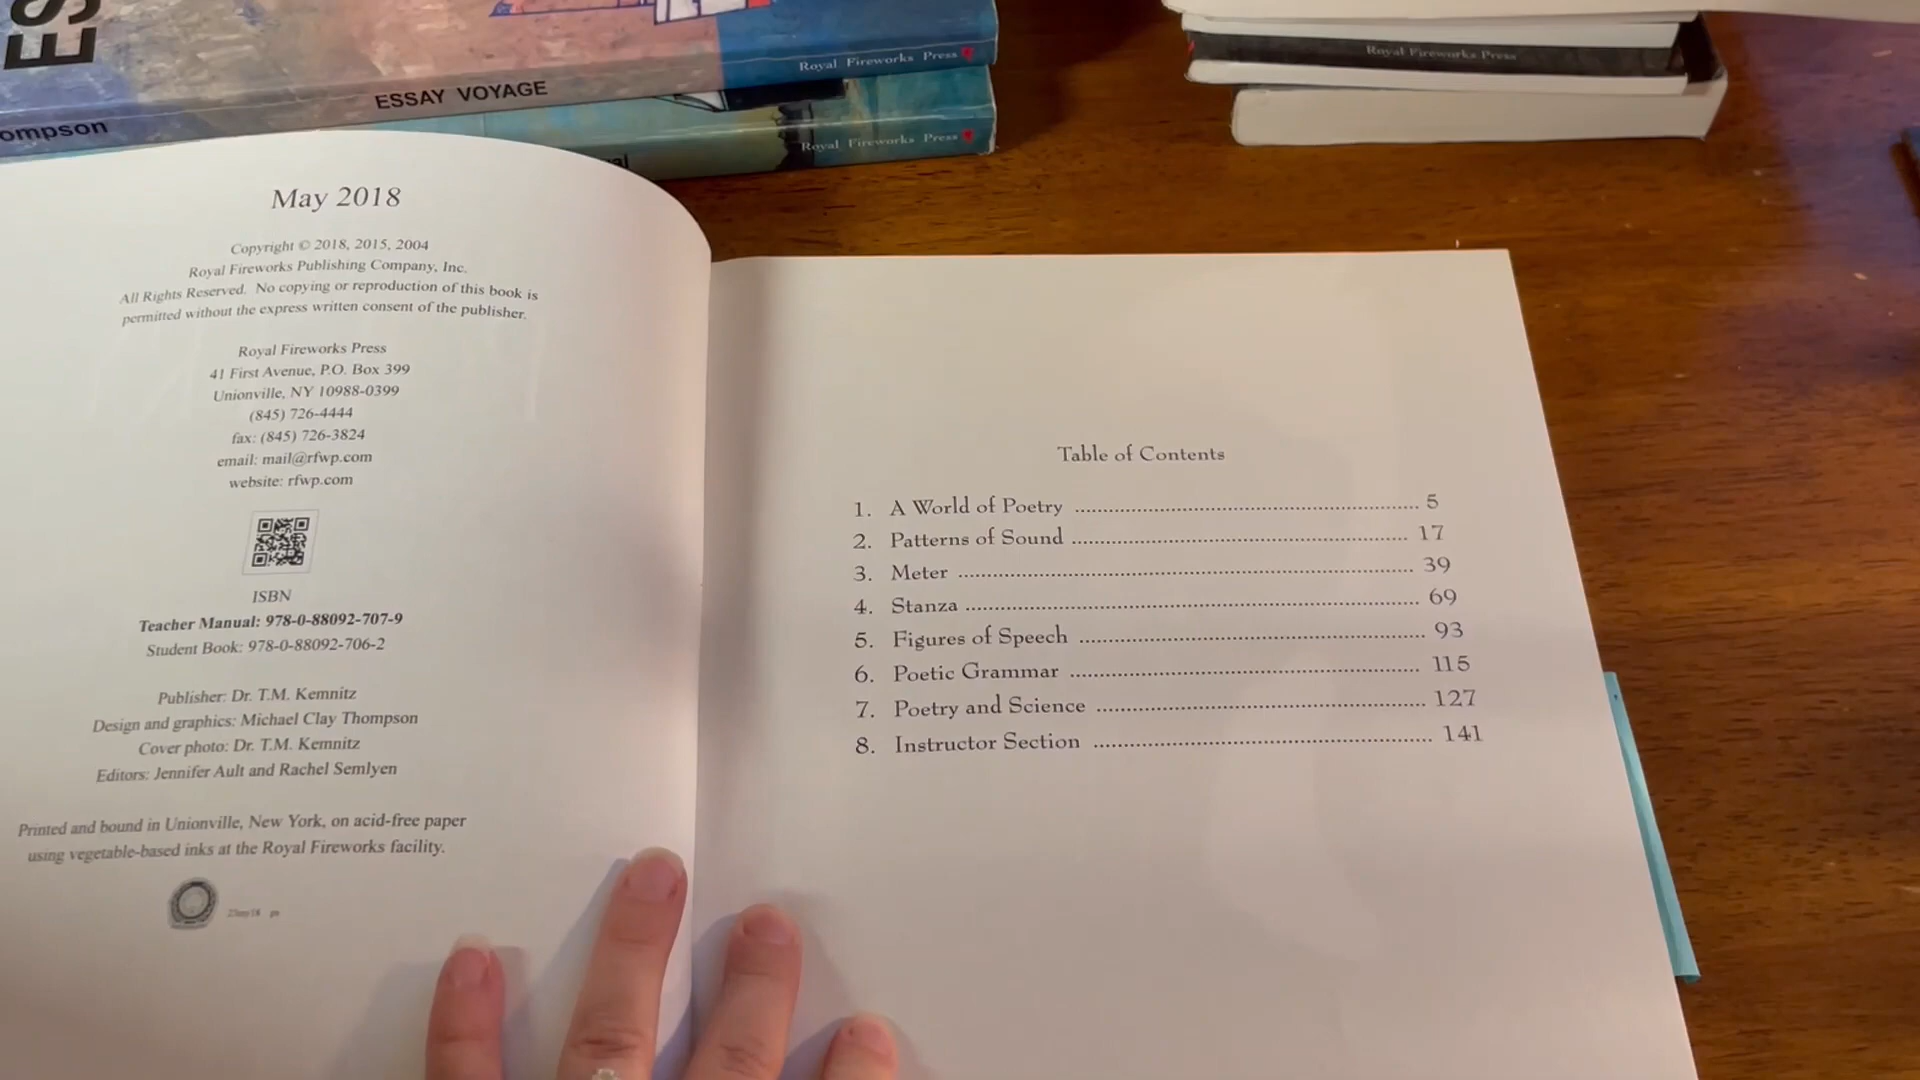 ES
ESSAY VOYAGE
Royal Fireworks Press
ompson
Royal Fireworks Press
Royal Fireworks Press
May 2018
Copyright © 2018, 2015, 2004
Royal Fireworks Publishing Company, Inc.
All Rights Reserved. No copying or reproduction of this book is
permitted without the express written consent of the publisher.
Royal Fireworks Press
41 First Avenue, P.O. Box 399
Unionville, NY 10988-0399
(845) 726-4444
fax: (845) 726-3824
email: mail@rfwp.com
website: rfwp.com
ISBN
Teacher Manual: 978-0-88092-707-9
Student Book: 978-0-88092-706-2
Publisher: Dr. T.M. Kemnitz
Design and graphics: Michael Clay Thompson
Cover photo: Dr. T.M. Kemnitz
Editors: Jennifer Ault and Rachel Semlyen
Printed and bound in Unionville, New York, on acid-free paper
using vegetable-based inks at the Royal Fireworks facility.
Table of Contents
1. A World of Poetry ........ 5
2. Patterns of Sound ........ 17
3. Meter ........ 39
4. Stanza ........ 69
5. Figures of Speech ........ 93
6. Poetic Grammar ........ 115
7. Poetry and Science ........ 127
8. Instructor Section ........ 141